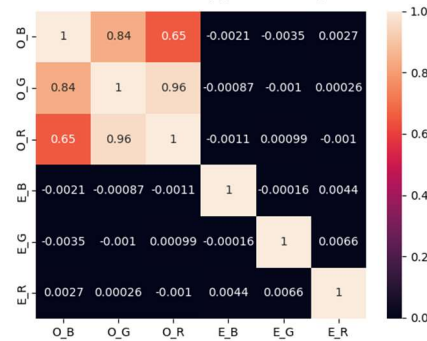 O_B 1 0.84 0.65 -0.0021 -0.0035 0.0027
O_G 0.84 1 0.96 -0.00087 -0.001 0.00026
O_R 0.65 0.96 1 -0.0011 0.00099 -0.001
E_B -0.0021 -0.00087 -0.0011 1 -0.00016 0.0044
E_G -0.0035 -0.001 0.00099 -0.00016 1 0.0066
E_R 0.0027 0.00026 -0.001 0.0044 0.0066 1
O_B O_G O_R E_B E_G E_R
1.0
0.8
0.6
0.4
0.2
0.0